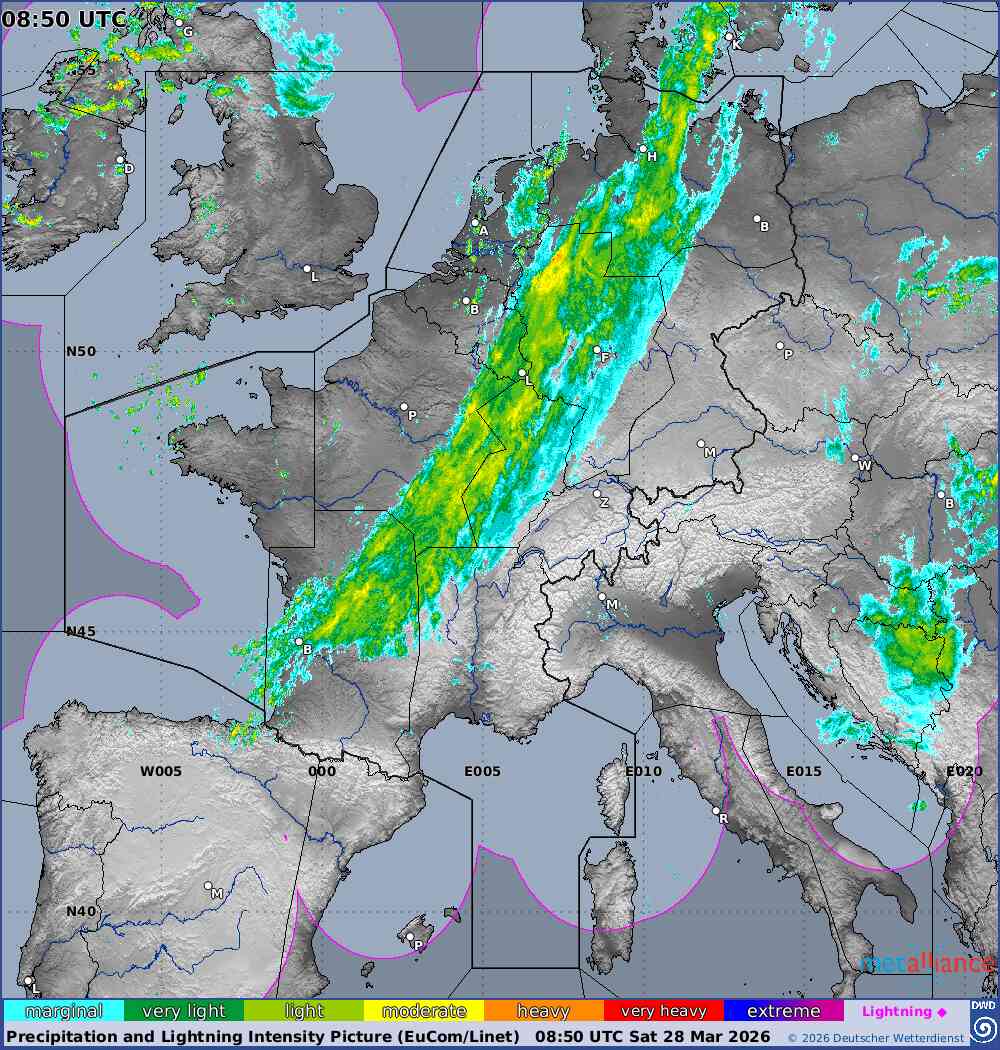 08:50 UTC
G
K
N55
H
D
A
B
L
B
N50
F
P
L
P
M
W
Z
B
M
N45
B
W005
000
E005
E010
E015
E020
R
M
N40
P
L
metalliance
marginal very light light moderate heavy very heavy extreme Lightning ◆
DWD
Precipitation and Lightning Intensity Picture (EuCom/Linet) 08:50 UTC Sat 28 Mar 2026 © 2026 Deutscher Wetterdienst